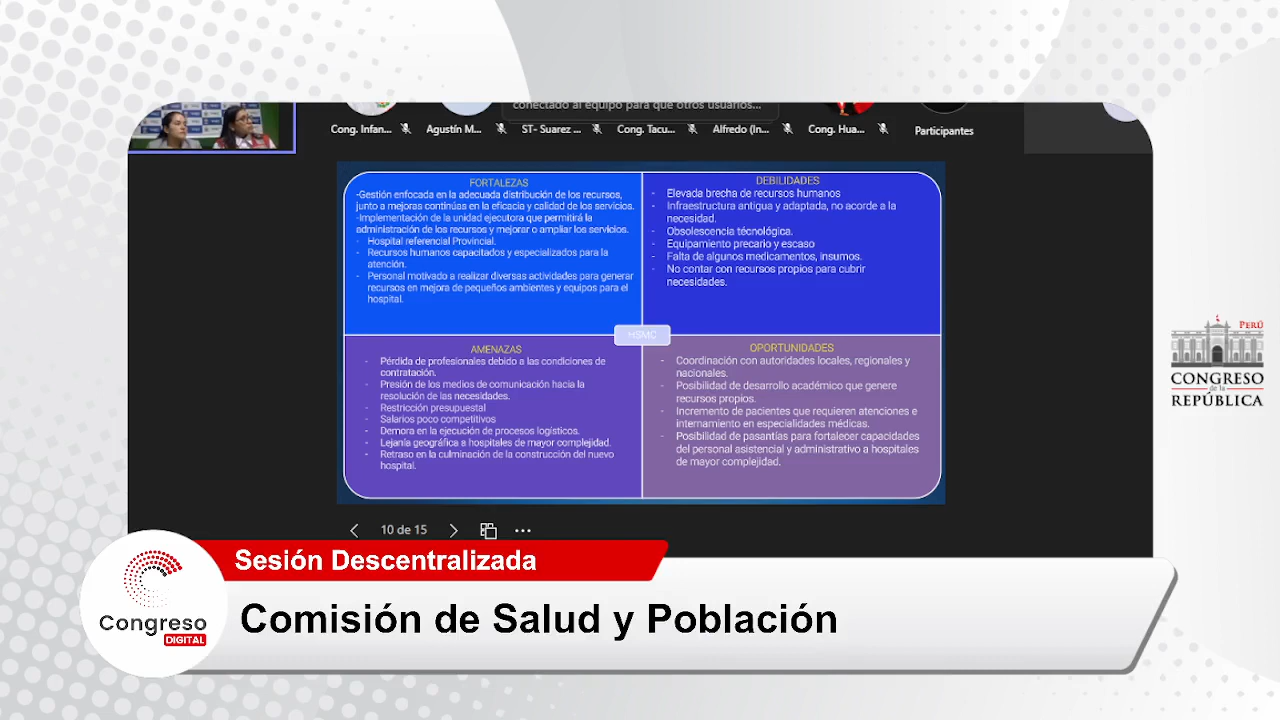 conectado al equipo para que otros usuarios...
Cong. Infan...
Agustín M...
ST- Suarez ...
Cong. Tacu...
Alfredo (In...
Cong. Hua...
Participantes
FORTALEZAS
-Gestión enfocada en la adecuada distribución de los recursos,
junto a mejoras continúas en la eficacia y calidad de los servicios.
-Implementación de la unidad ejecutora que permitirá la
administración de los recursos y mejorar o ampliar los servicios.
- Hospital referencial Provincial.
- Recursos humanos capacitados y especializados para la
atención.
- Personal motivado a realizar diversas actividades para generar
recursos en mejora de pequeños ambientes y equipos para el
hospital.
DEBILIDADES
- Elevada brecha de recursos humanos
- Infraestructura antigua y adaptada, no acorde a la
necesidad.
- Obsolescencia técnológica.
- Equipamiento precario y escaso
- Falta de algunos medicamentos, insumos.
- No contar con recursos propios para cubrir
necesidades.
HSMC
AMENAZAS
- Pérdida de profesionales debido a las condiciones de
contratación.
- Presión de los medios de comunicación hacia la
resolución de las necesidades.
- Restricción presupuestal
- Salarios poco competitivos
- Demora en la ejecución de procesos logísticos.
- Lejanía geográfica a hospitales de mayor complejidad.
- Retraso en la culminación de la construcción del nuevo
hospital.
OPORTUNIDADES
- Coordinación con autoridades locales, regionales y
nacionales.
- Posibilidad de desarrollo académico que genere
recursos propios.
- Incremento de pacientes que requieren atenciones e
internamiento en especialidades médicas.
- Posibilidad de pasantías para fortalecer capacidades
del personal asistencial y administrativo a hospitales
de mayor complejidad.
10 de 15
PERÚ
CONGRESO
de la
REPÚBLICA
Sesión Descentralizada
Comisión de Salud y Población
Congreso
DIGITAL